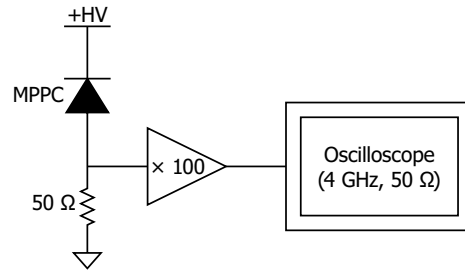 +HV
MPPC
× 100
50 Ω
Oscilloscope
(4 GHz, 50 Ω)